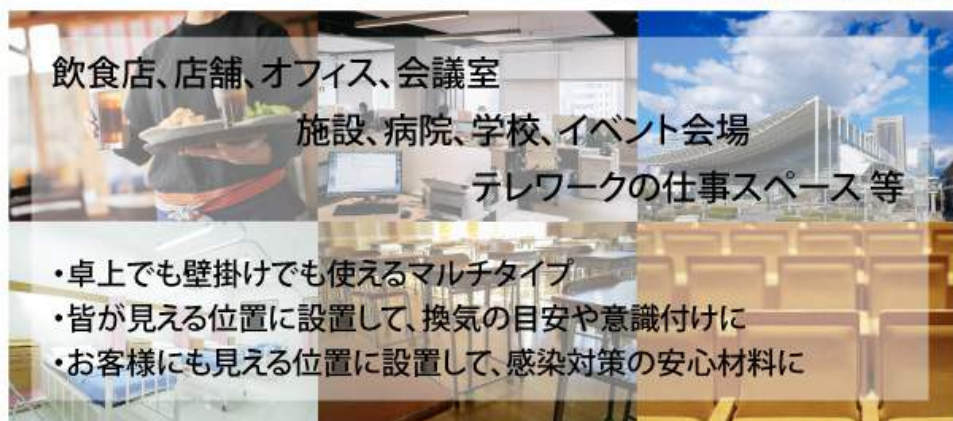 飲食店、店舗、オフィス、会議室
施設、病院、学校、イベント会場
テレワークの仕事スペース 等
・卓上でも壁掛けでも使えるマルチタイプ
・皆が見える位置に設置して、換気の目安や意識付けに
・お客様にも見える位置に設置して、感染対策の安心材料に